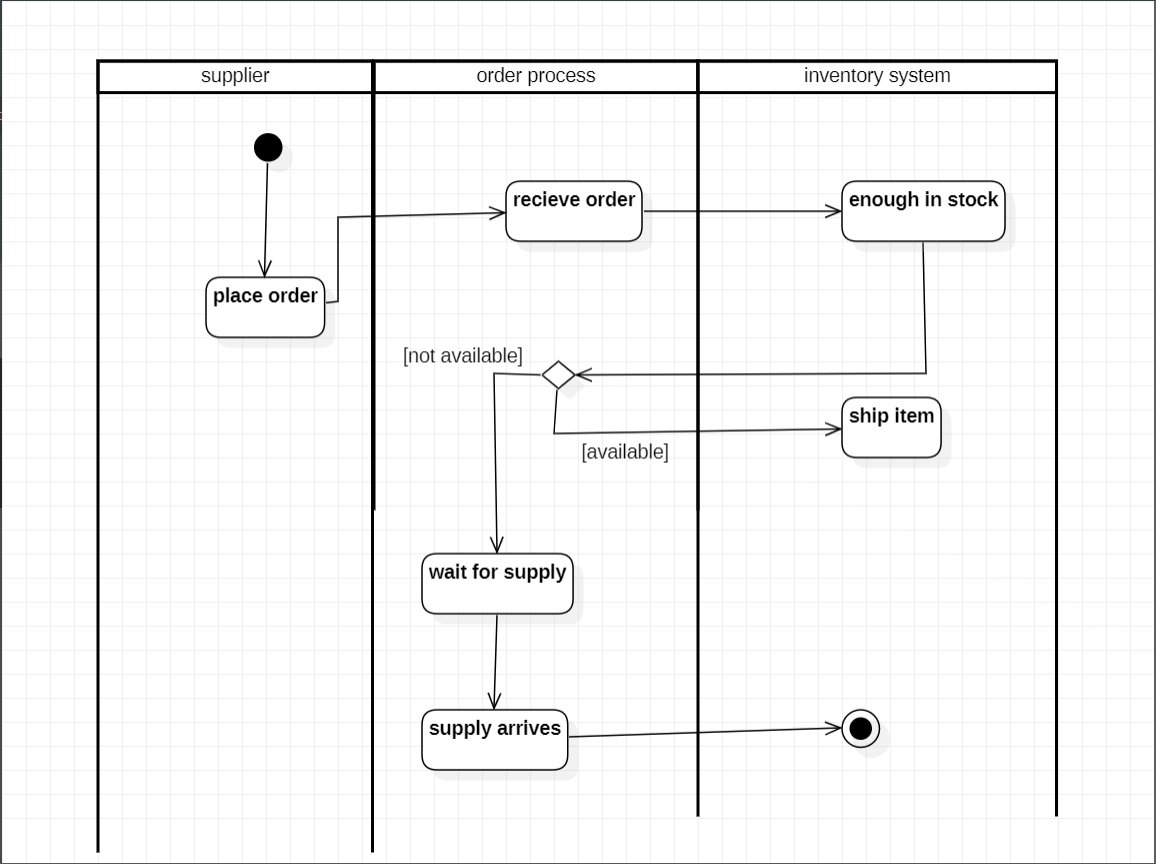 supplier
order process
inventory system
recieve order
enough in stock
place order
[not available]
ship item
[available]
wait for supply
supply arrives